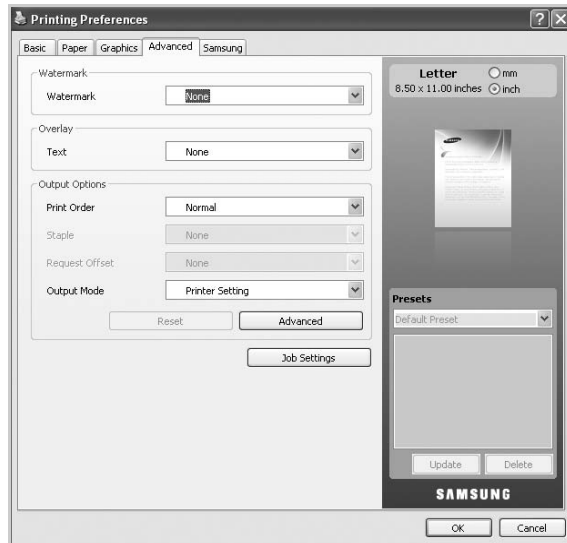 Printing Preferences
Basic Paper Graphics Advanced Samsung
Watermark
Watermark None
Overlay
Text None
Output Options
Print Order Normal
Staple None
Request Offset None
Output Mode Printer Setting
Reset Advanced
Job Settings
Letter mm
8.50 x 11.00 inches inch
Presets
Default Preset
Update Delete
SAMSUNG
OK Cancel